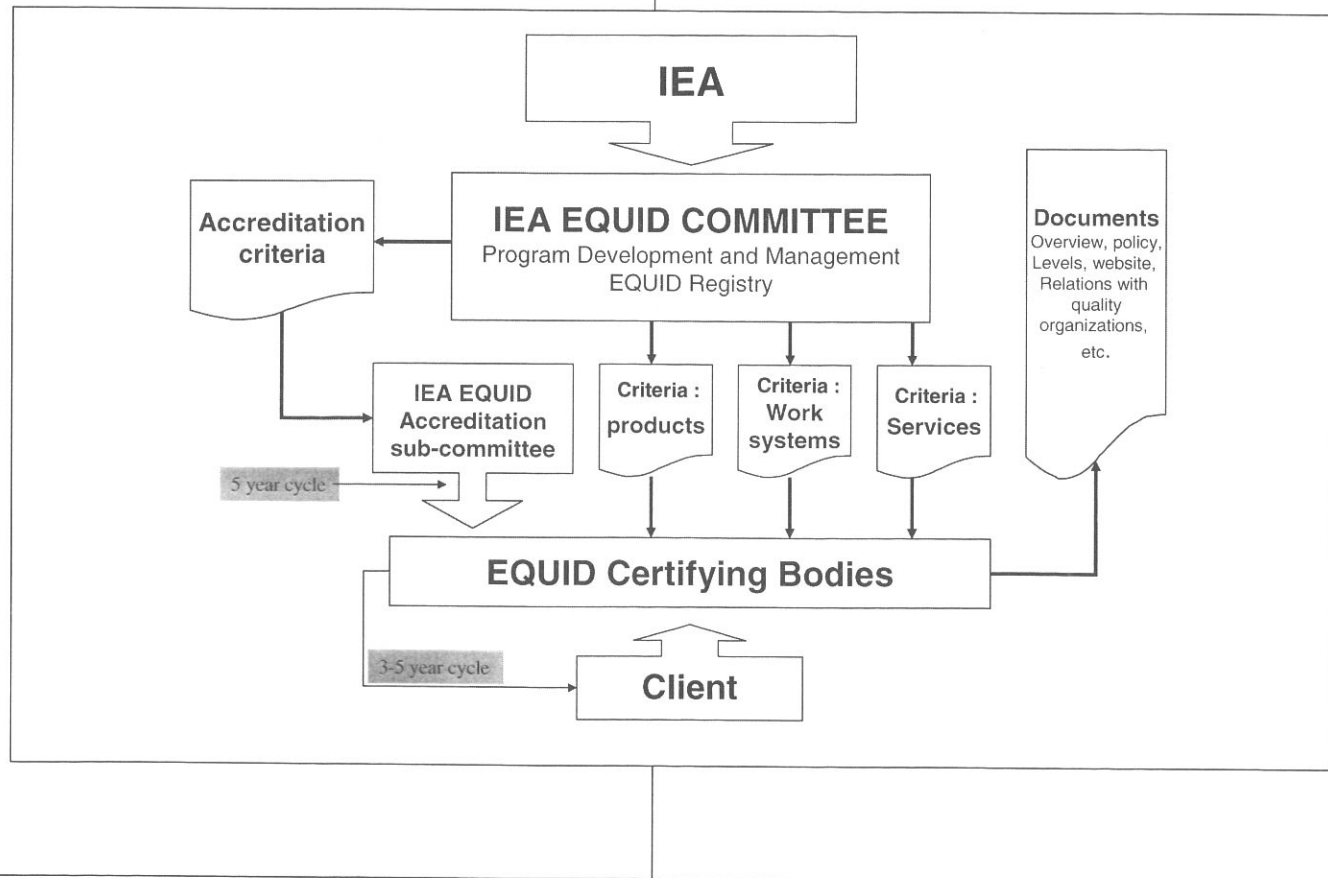 IEA
IEA EQUID COMMITTEE
Program Development and Management
EQUID Registry
Accreditation
criteria
Documents
Overview, policy,
Levels, website,
Relations with
quality
organizations,
etc.
IEA EQUID
Accreditation
sub-committee
Criteria :
products
Criteria :
Work
systems
Criteria :
Services
5 year cycle
EQUID Certifying Bodies
3-5 year cycle
Client